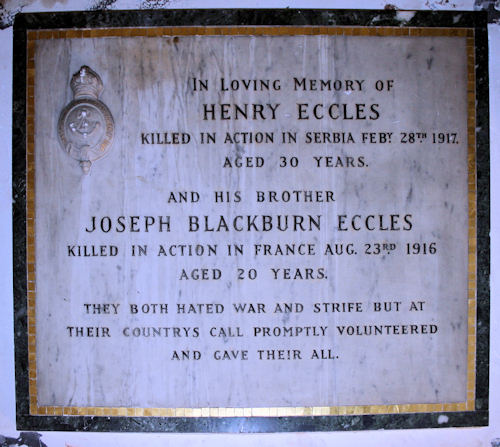 In Loving Memory of
HENRY ECCLES
KILLED IN ACTION IN SERBIA FEBY 28TH 1917.
AGED 30 YEARS.
AND HIS BROTHER
JOSEPH BLACKBURN ECCLES
KILLED IN ACTION IN FRANCE AUG. 23RD 1916
AGED 20 YEARS.
THEY BOTH HATED WAR AND STRIFE BUT AT
THEIR COUNTRYS CALL PROMPTLY VOLUNTEERED
AND GAVE THEIR ALL.